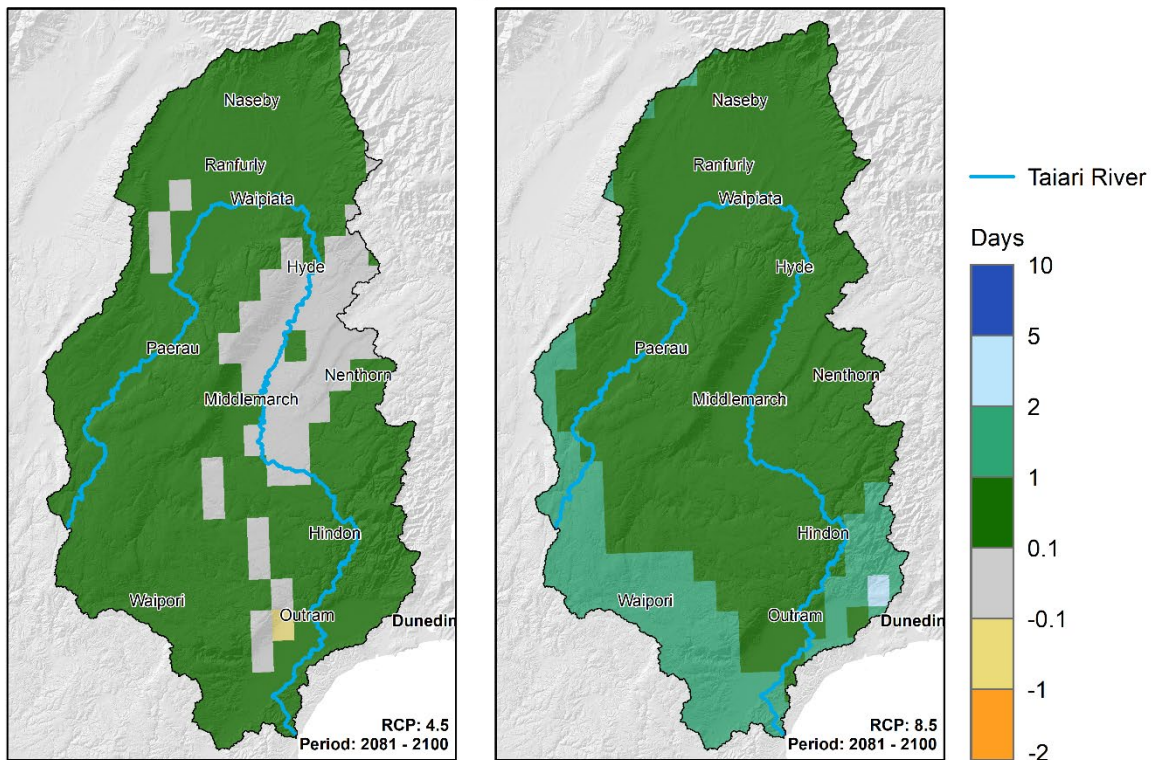 Naseby
Ranfurly
Waipiata
Hyde
Paerau
Nenthorn
Middlemarch
Hindon
Waipori
Outram
Dunedin
RCP: 4.5
Period: 2081 - 2100
Naseby
Ranfurly
Waipiata
Hyde
Paerau
Nenthorn
Middlemarch
Hindon
Waipori
Outram
Dunedin
RCP: 8.5
Period: 2081 - 2100
Taiari River
Days
10
5
2
1
0.1
-0.1
-1
-2